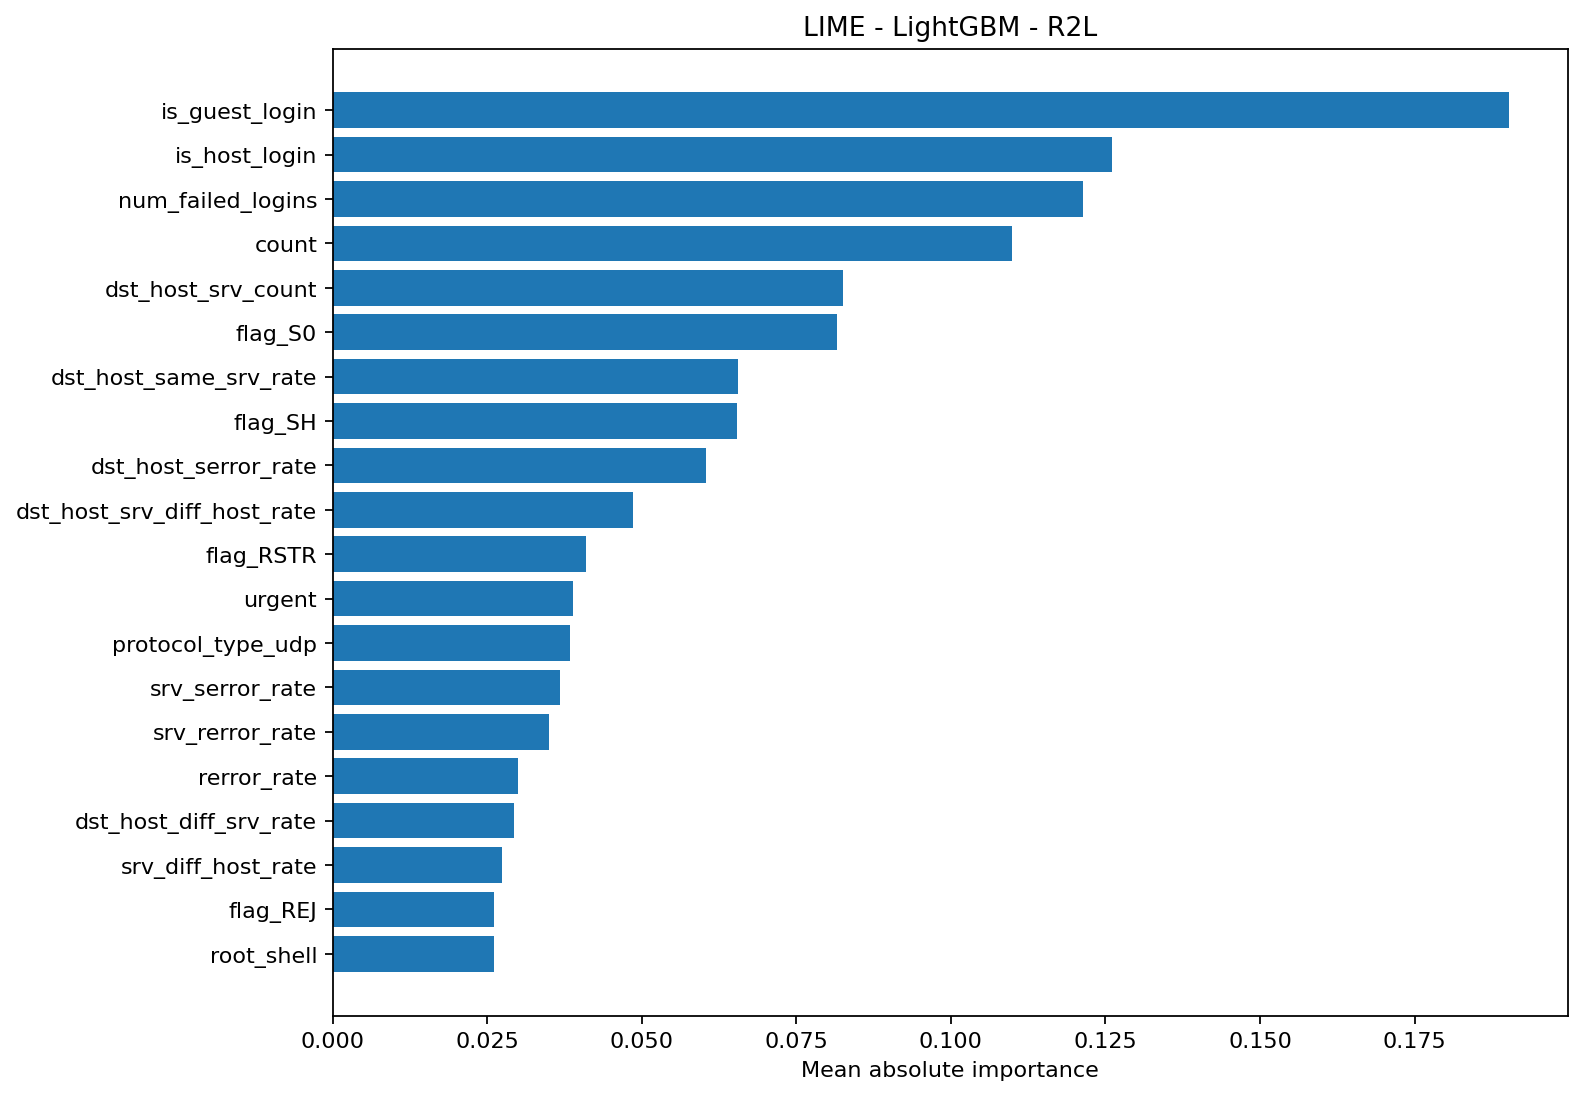 LIME - LightGBM - R2L
is_guest_login
is_host_login
num_failed_logins
count
dst_host_srv_count
flag_S0
dst_host_same_srv_rate
flag_SH
dst_host_serror_rate
dst_host_srv_diff_host_rate
flag_RSTR
urgent
protocol_type_udp
srv_serror_rate
srv_rerror_rate
rerror_rate
dst_host_diff_srv_rate
srv_diff_host_rate
flag_REJ
root_shell
0.000 0.025 0.050 0.075 0.100 0.125 0.150 0.175
Mean absolute importance